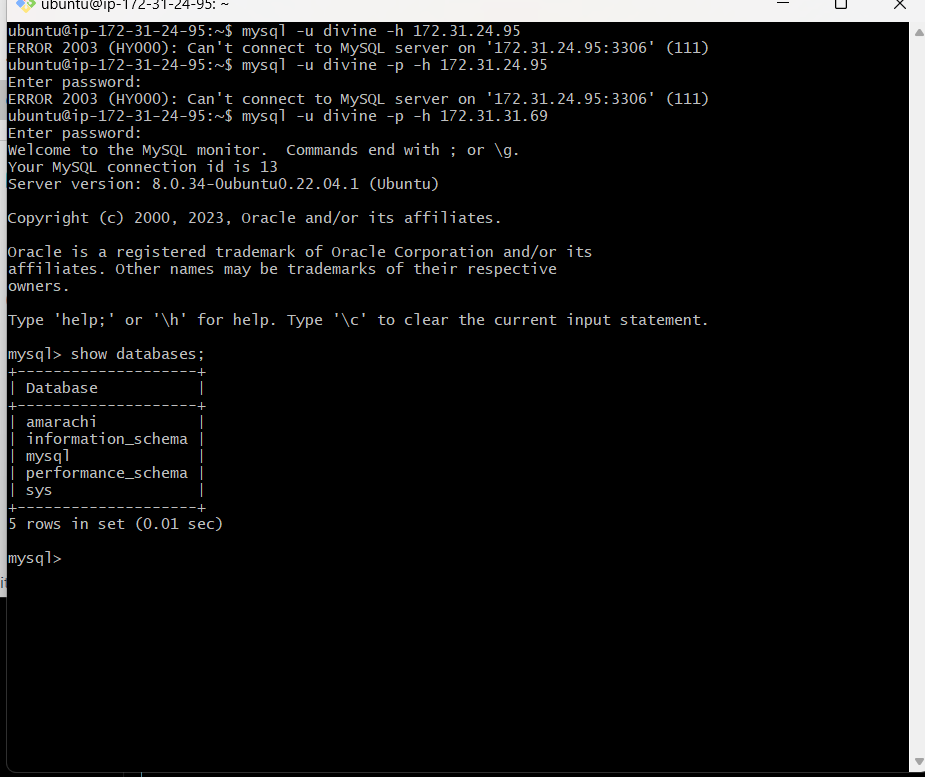 ubuntu@ip-172-31-24-95: ~
ubuntu@ip-172-31-24-95:~$ mysql -u divine -h 172.31.24.95
ERROR 2003 (HY000): Can't connect to MySQL server on '172.31.24.95:3306' (111)
ubuntu@ip-172-31-24-95:~$ mysql -u divine -p -h 172.31.24.95
Enter password:
ERROR 2003 (HY000): Can't connect to MySQL server on '172.31.24.95:3306' (111)
ubuntu@ip-172-31-24-95:~$ mysql -u divine -p -h 172.31.31.69
Enter password:
Welcome to the MySQL monitor.  Commands end with ; or \g.
Your MySQL connection id is 13
Server version: 8.0.34-0ubuntu0.22.04.1 (Ubuntu)
Copyright (c) 2000, 2023, Oracle and/or its affiliates.
Oracle is a registered trademark of Oracle Corporation and/or its
affiliates. Other names may be trademarks of their respective
owners.
Type 'help;' or '\h' for help. Type '\c' to clear the current input statement.
mysql> show databases;
+--------------------+
| Database           |
+--------------------+
| amarachi           |
| information_schema |
| mysql              |
| performance_schema |
| sys                |
+--------------------+
5 rows in set (0.01 sec)
mysql>